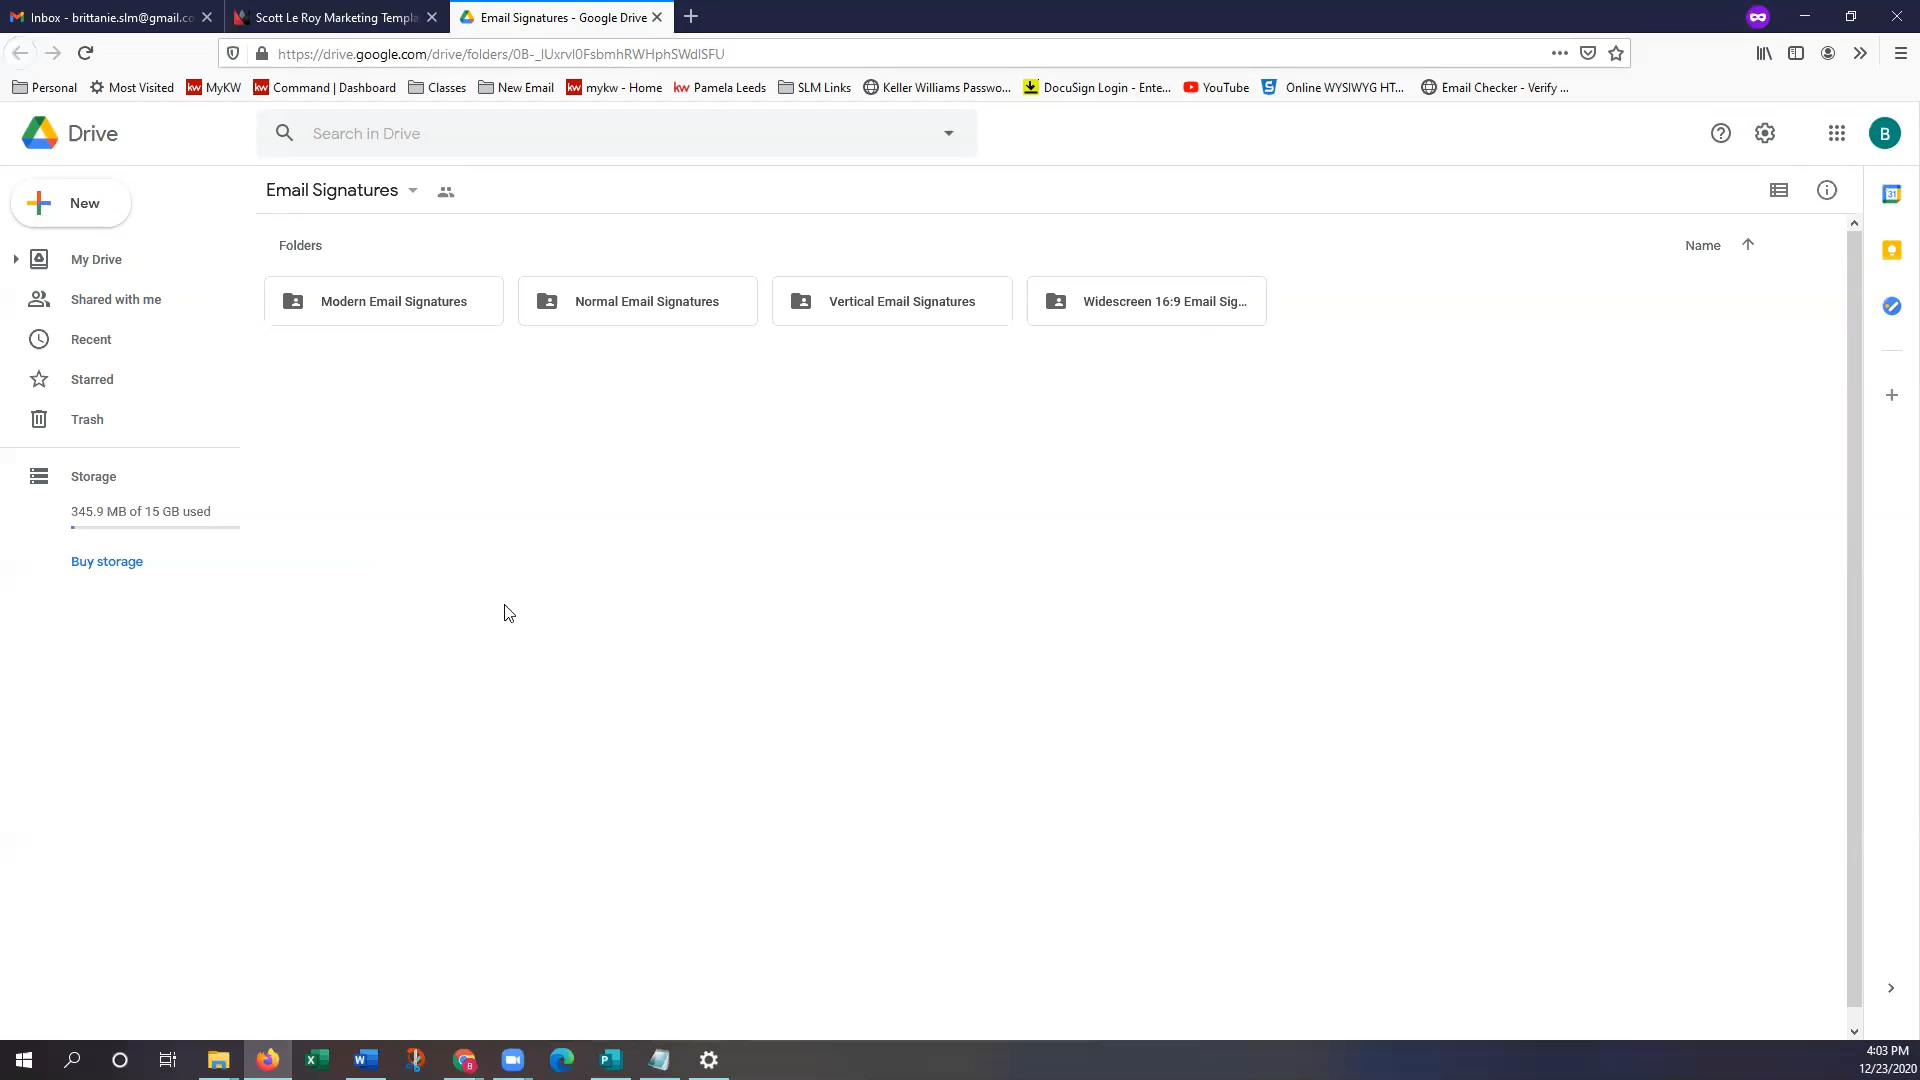 Inbox - brittanie.slm@gmail.co
Scott Le Roy Marketing Templa
Email Signatures - Google Drive
https://drive.google.com/drive/folders/0B-_lUxrvl0FsbmhRWHphSWdlSFU
Personal
Most Visited
kw MyKW
kw Command | Dashboard
Classes
New Email
kw mykw - Home
kw Pamela Leeds
SLM Links
Keller Williams Passwo...
DocuSign Login - Ente...
YouTube
Online WYSIWYG HT...
Email Checker - Verify ...
Drive
Search in Drive
B
New
Email Signatures
31
My Drive
Shared with me
Recent
Starred
Trash
Storage
345.9 MB of 15 GB used
Buy storage
Folders
Name
Modern Email Signatures
Normal Email Signatures
Vertical Email Signatures
Widescreen 16:9 Email Sig...
4:03 PM
12/23/2020